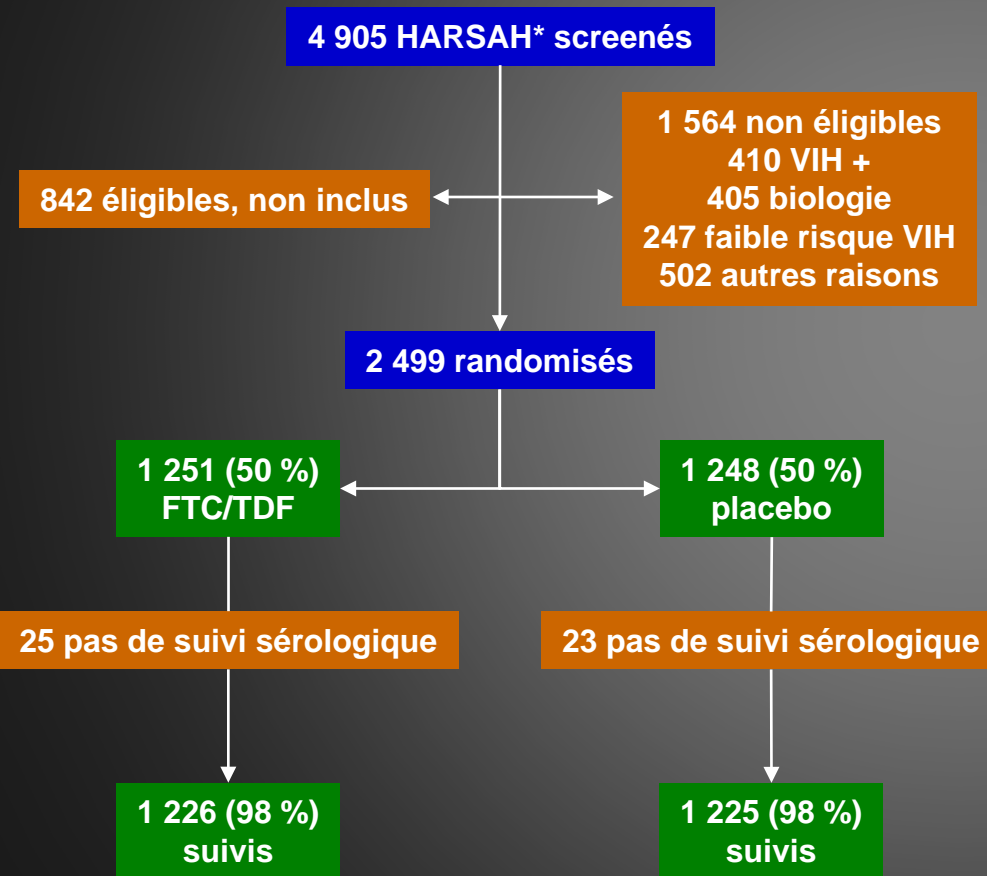 4 905 HARSAH* screenés
1 564 non éligibles
410 VIH +
405 biologie
247 faible risque VIH
502 autres raisons
842 éligibles, non inclus
2 499 randomisés
1 251 (50 %)
FTC/TDF
1 248 (50 %)
placebo
25 pas de suivi sérologique
23 pas de suivi sérologique
1 226 (98 %)
suivis
1 225 (98 %)
suivis